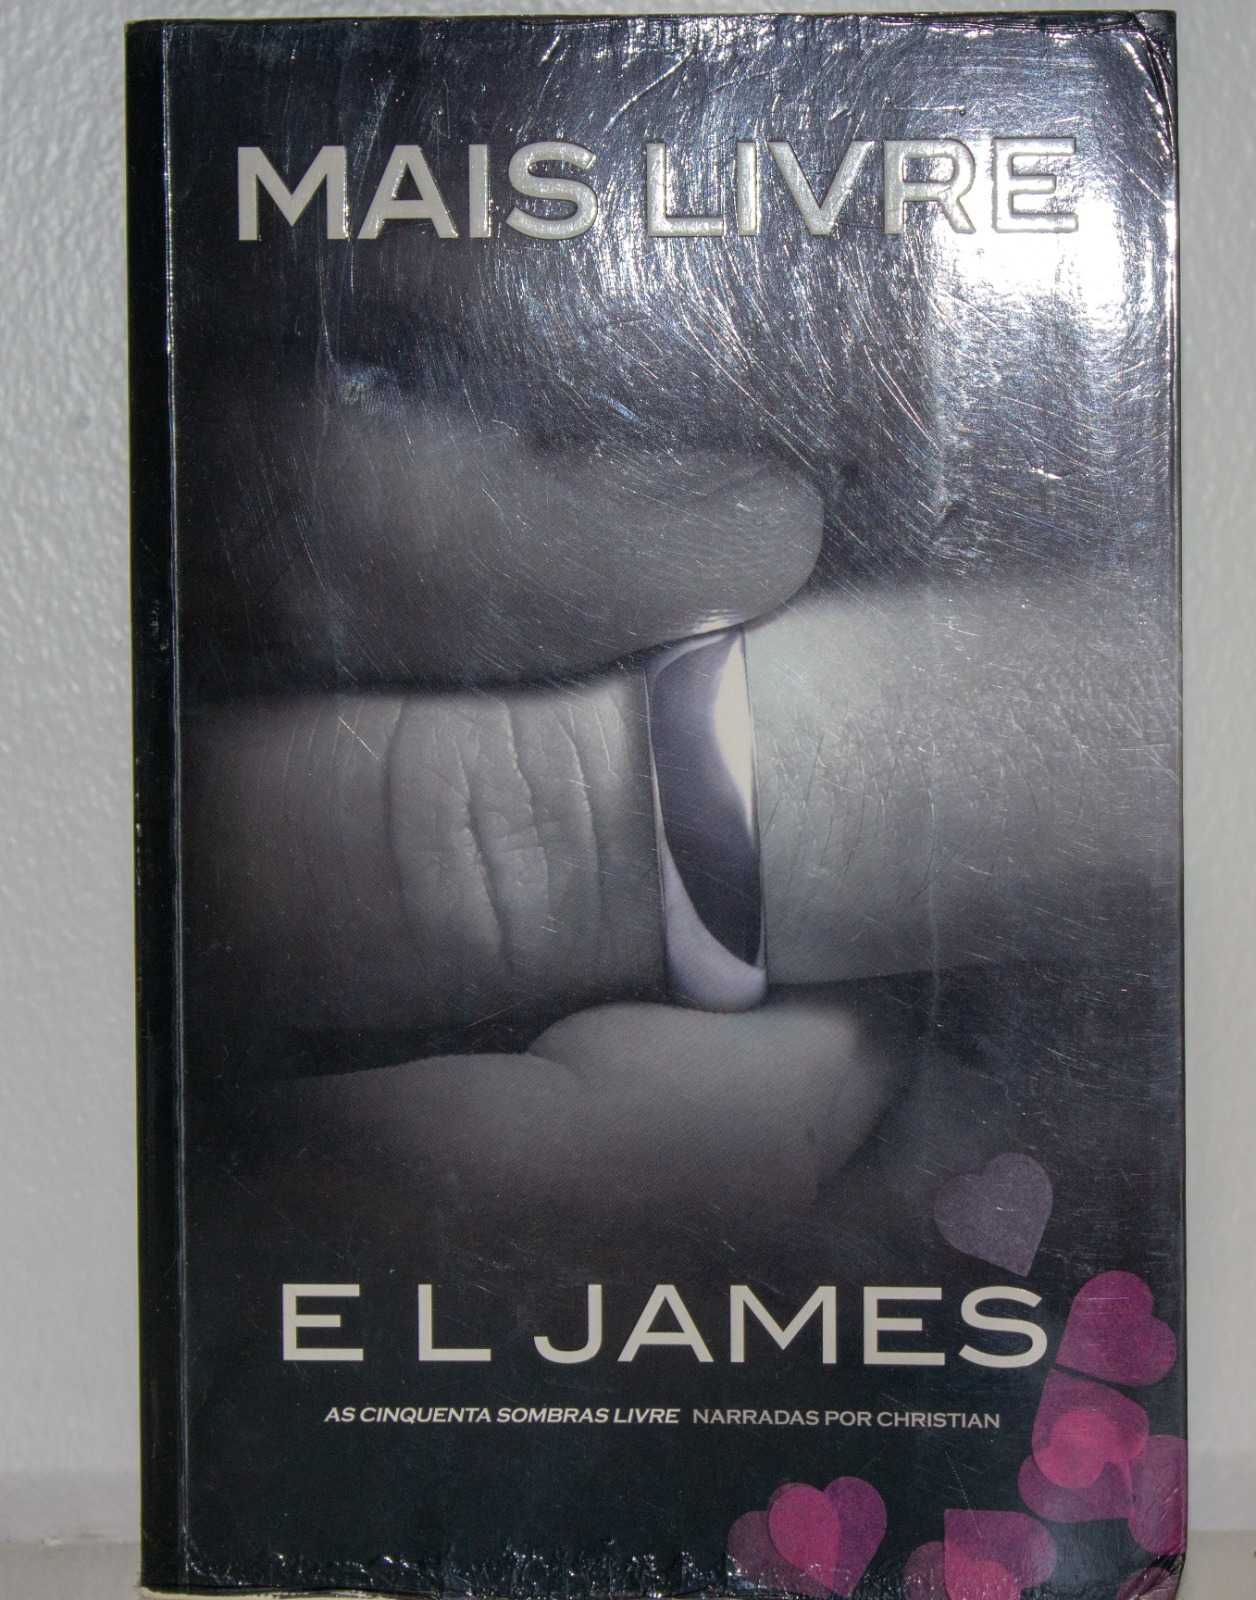 MAIS LIVRE
E L JAMES
AS CINQUENTA SOMBRAS LIVRE NARRADAS POR CHRISTIAN